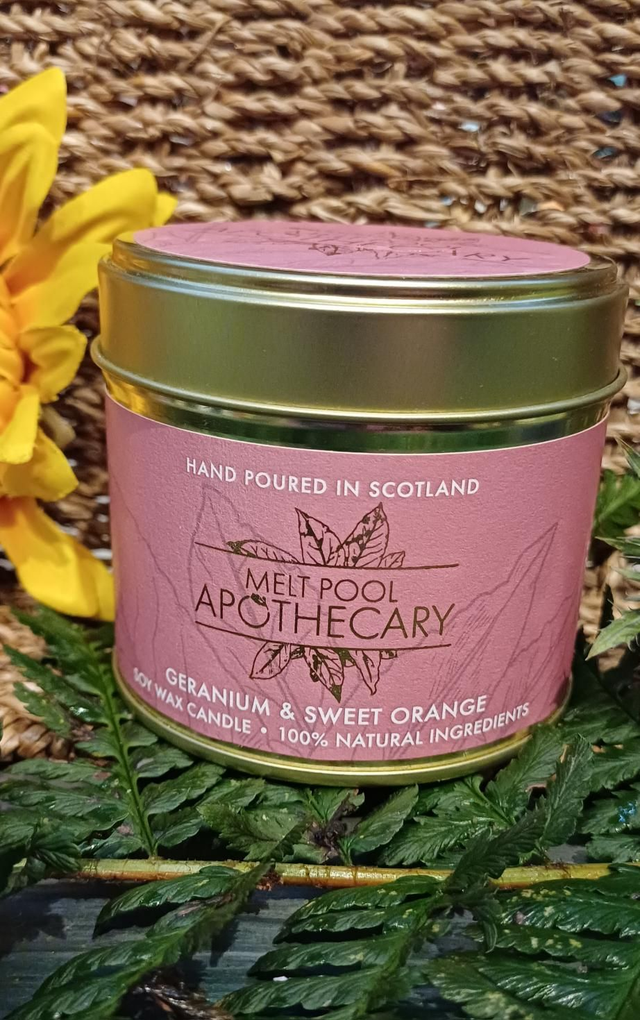 HAND POURED IN SCOTLAND
MELT POOL
APOTHECARY
GERANIUM & SWEET ORANGE
SOY WAX CANDLE • 100% NATURAL INGREDIENTS